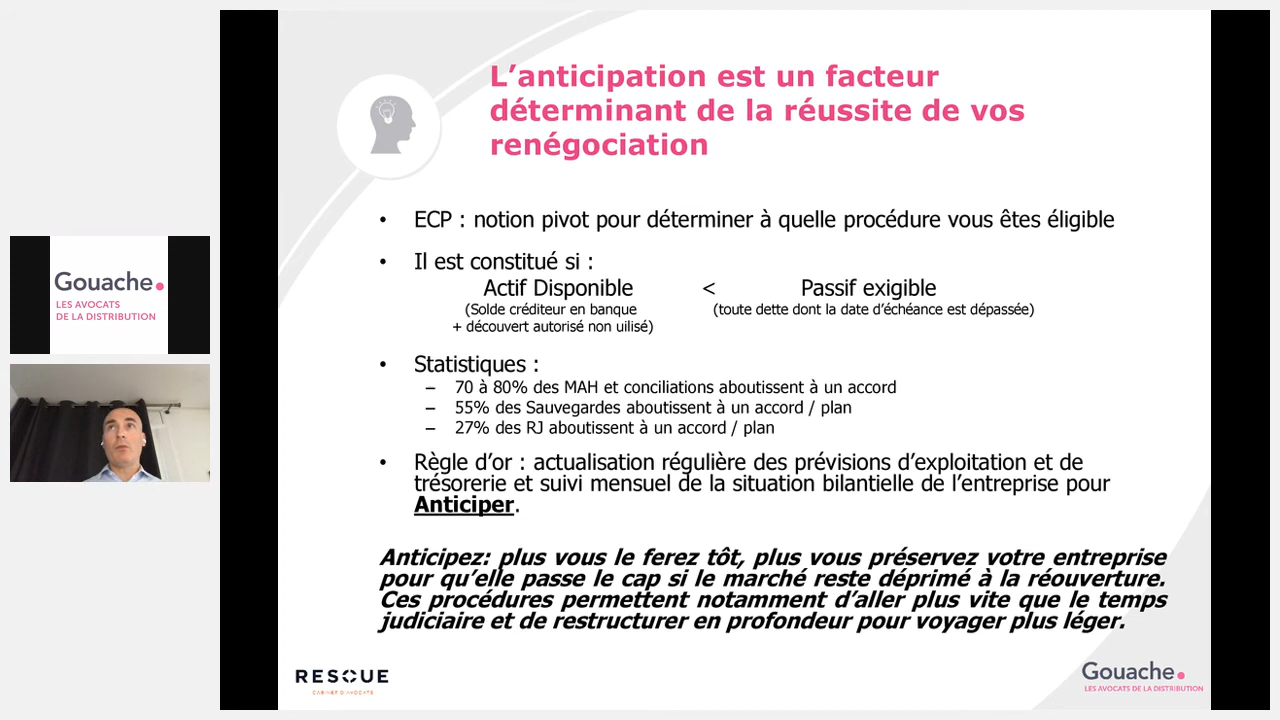 L’anticipation est un facteur
déterminant de la réussite de vos
renégociation
• ECP : notion pivot pour déterminer à quelle procédure vous êtes éligible
• Il est constitué si :
Actif Disponible < Passif exigible
(Solde créditeur en banque (toute dette dont la date d’échéance est dépassée)
+ découvert autorisé non uilisé)
• Statistiques :
– 70 à 80% des MAH et conciliations aboutissent à un accord
– 55% des Sauvegardes aboutissent à un accord / plan
– 27% des RJ aboutissent à un accord / plan
• Règle d’or : actualisation régulière des prévisions d’exploitation et de
trésorerie et suivi mensuel de la situation bilantielle de l’entreprise pour
Anticiper.
Anticipez: plus vous le ferez tôt, plus vous préservez votre entreprise
pour qu’elle passe le cap si le marché reste déprimé à la réouverture.
Ces procédures permettent notamment d’aller plus vite que le temps
judiciaire et de restructurer en profondeur pour voyager plus léger.
RESCUE
CABINET D'AVOCATS
Gouache.
LES AVOCATS DE LA DISTRIBUTION
Gouache.
LES AVOCATS
DE LA DISTRIBUTION